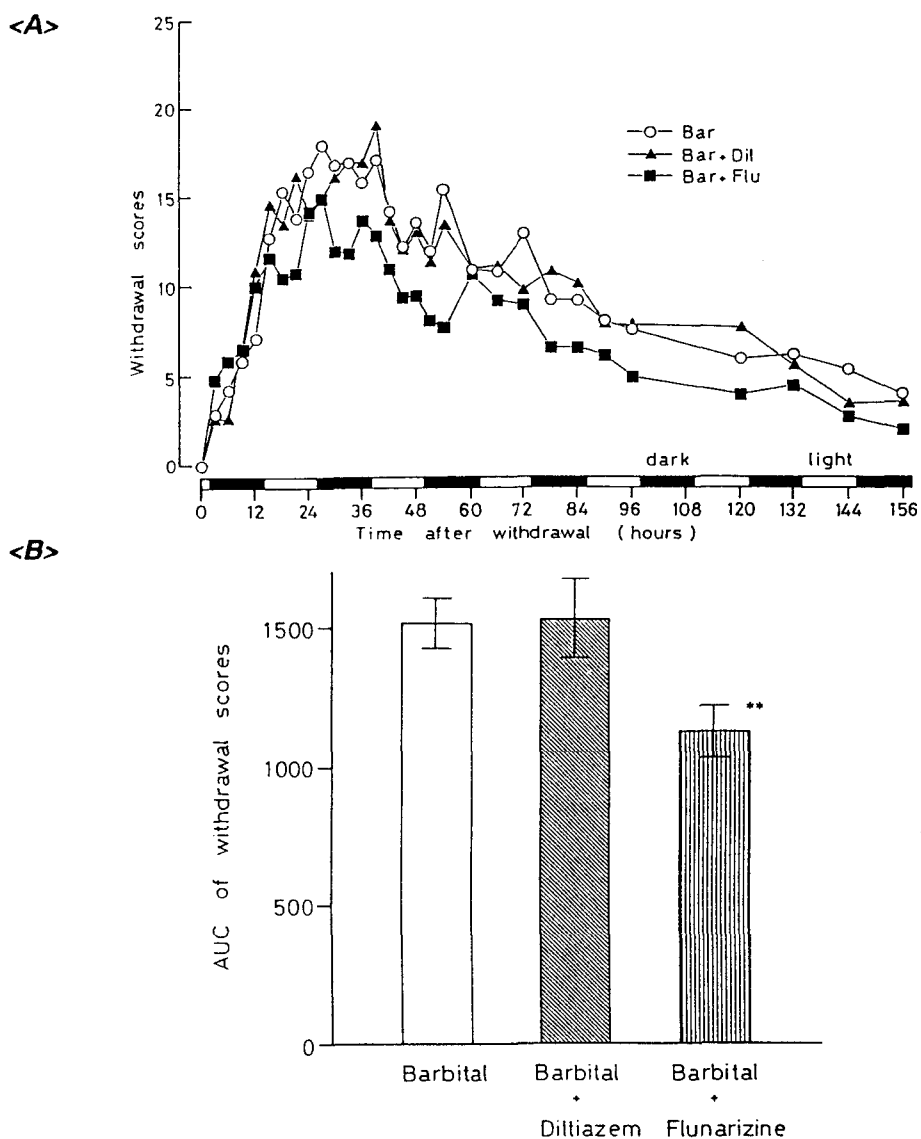 <A>
25
20
15
10
5
0
Withdrawal scores
Bar
Bar+Dil
Bar+Flu
dark light
0 12 24 36 48 60 72 84 96 108 120 132 144 156
Time after withdrawal (hours)
<B>
1500
1000
500
0
AUC of withdrawal scores
**
Barbital Barbital Barbital
+ +
Diltiazem Flunarizine